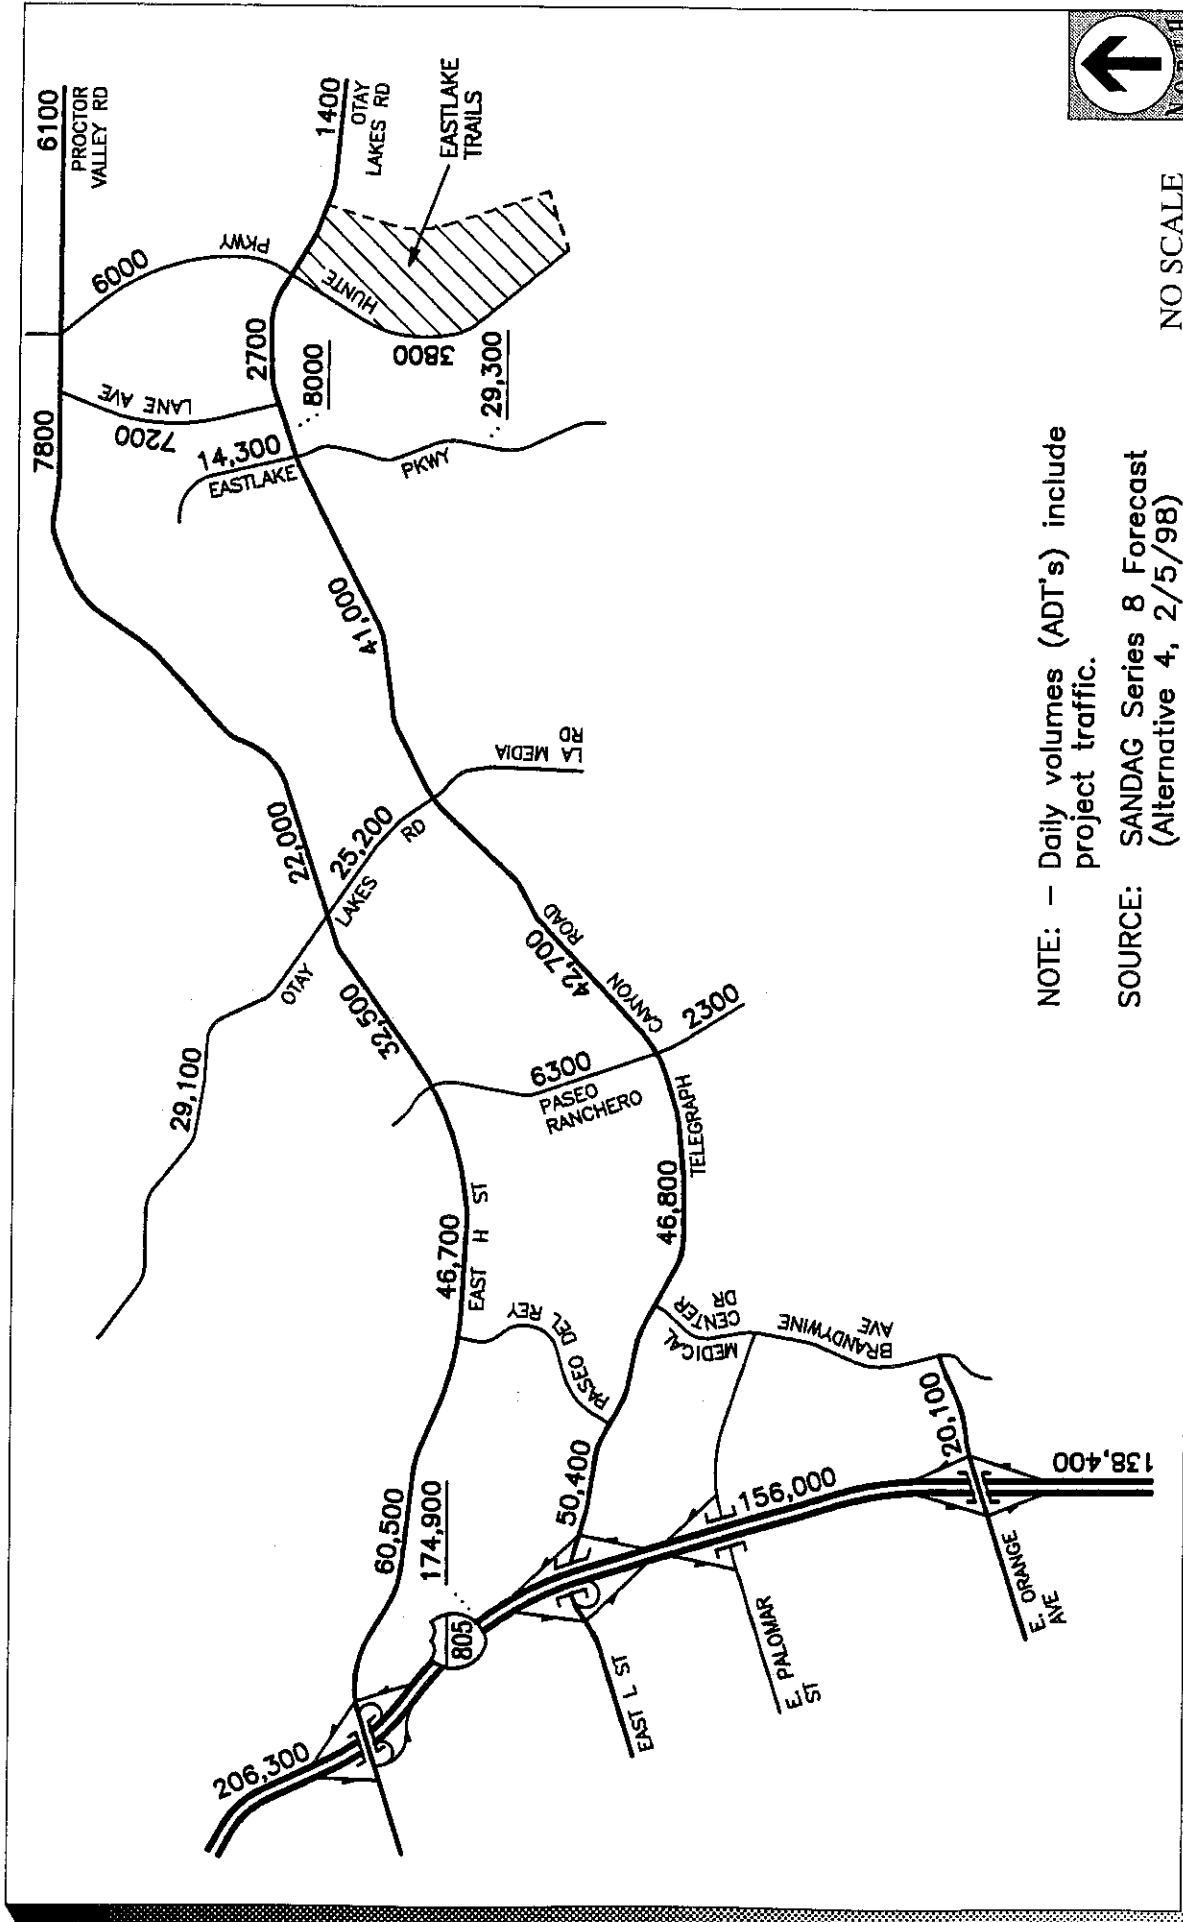 6100
PROCTOR
VALLEY RD
7800
6000
PKWY
HUNTE
1400
OTAY
LAKES RD
EASTLAKE
TRAILS
2700
8000
3800
29,300
LANE AVE
7200
14,300
EASTLAKE
PKWY
41,000
LA MEDIA
RD
22,000
25,200
OTAY
LAKES
RD
29,100
32,500
42,700
TELEGRAPH
CANYON
ROAD
2300
6300
PASEO
RANCHERO
46,700
EAST H ST
46,800
PASEO DEL REY
MEDICAL
CENTER
DR
BRANDYWINE
AVE
60,500
174,900
50,400
20,100
156,000
138,400
805
206,300
EAST L ST
E. PALOMAR
ST
E. ORANGE
AVE
NOTE: - Daily volumes (ADT's) include
project traffic.
SOURCE: SANDAG Series 8 Forecast
(Alternative 4, 2/5/98)
NO SCALE
NORTH